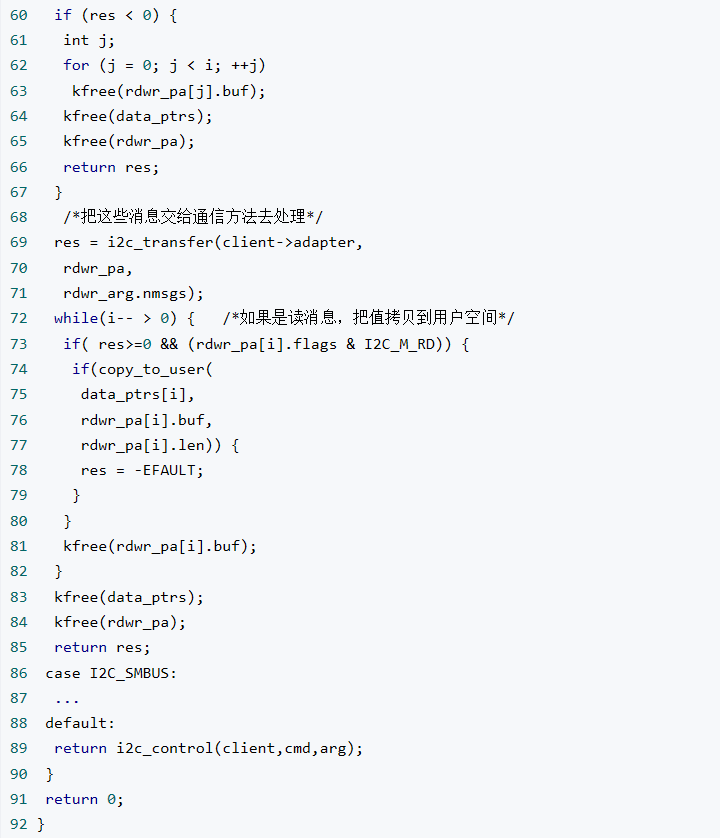 60   if (res < 0) {
61    int j;
62    for (j = 0; j < i; ++j)
63     kfree(rdwr_pa[j].buf);
64    kfree(data_ptrs);
65    kfree(rdwr_pa);
66    return res;
67   }
68    /*把这些消息交给通信方法去处理*/
69   res = i2c_transfer(client->adapter,
70    rdwr_pa,
71    rdwr_arg.nmsgs);
72   while(i-- > 0) {   /*如果是读消息，把值拷贝到用户空间*/
73    if( res>=0 && (rdwr_pa[i].flags & I2C_M_RD)) {
74     if(copy_to_user(
75      data_ptrs[i],
76      rdwr_pa[i].buf,
77      rdwr_pa[i].len)) {
78      res = -EFAULT;
79     }
80    }
81    kfree(rdwr_pa[i].buf);
82   }
83   kfree(data_ptrs);
84   kfree(rdwr_pa);
85   return res;
86  case I2C_SMBUS:
87   ...
88  default:
89   return i2c_control(client,cmd,arg);
90  }
91  return 0;
92 }